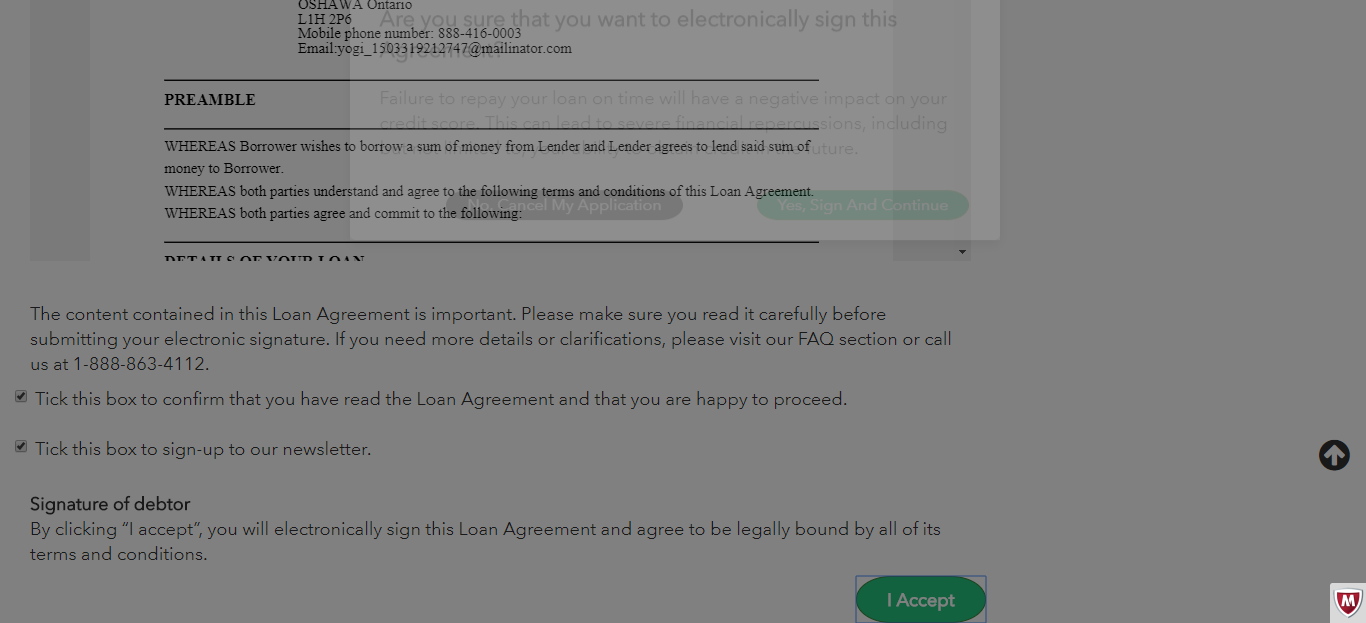 OSHAWA Ontario
L1H 2P6
Mobile phone number: 888-416-0003
Email:yogi_1503319212747@mailinator.com
Are you sure that you want to electronically sign this
Agreement?
Failure to repay your loan on time will have a negative impact on your
credit score. This can lead to severe financial repercussions, including
future.
No, Cancel My Application
Yes, Sign And Continue
PREAMBLE
WHEREAS Borrower wishes to borrow a sum of money from Lender and Lender agrees to lend said sum of
money to Borrower.
WHEREAS both parties understand and agree to the following terms and conditions of this Loan Agreement.
WHEREAS both parties agree and commit to the following:
DETAILS OF YOUR LOAN
The content contained in this Loan Agreement is important. Please make sure you read it carefully before
submitting your electronic signature. If you need more details or clarifications, please visit our FAQ section or call
us at 1-888-863-4112.
Tick this box to confirm that you have read the Loan Agreement and that you are happy to proceed.
Tick this box to sign-up to our newsletter.
Signature of debtor
By clicking “I accept”, you will electronically sign this Loan Agreement and agree to be legally bound by all of its
terms and conditions.
I Accept